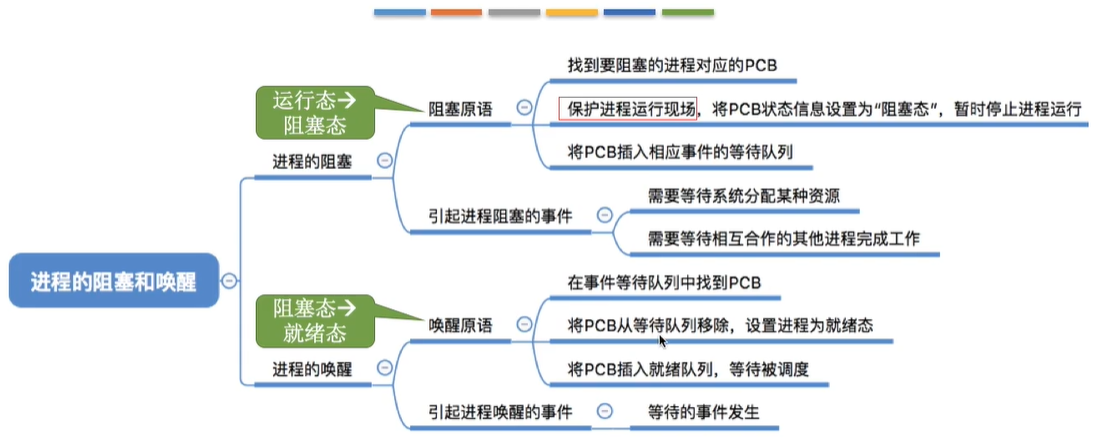 找到要阻塞的进程对应的PCB
运行态→
阻塞态
阻塞原语
保护进程运行现场，将PCB状态信息设置为“阻塞态”，暂时停止进程运行
进程的阻塞
将PCB插入相应事件的等待队列
需要等待系统分配某种资源
引起进程阻塞的事件
需要等待相互合作的其他进程完成工作
进程的阻塞和唤醒
在事件等待队列中找到PCB
阻塞态→
就绪态
唤醒原语
将PCB从等待队列移除，设置进程为就绪态
进程的唤醒
将PCB插入就绪队列，等待被调度
引起进程唤醒的事件
等待的事件发生